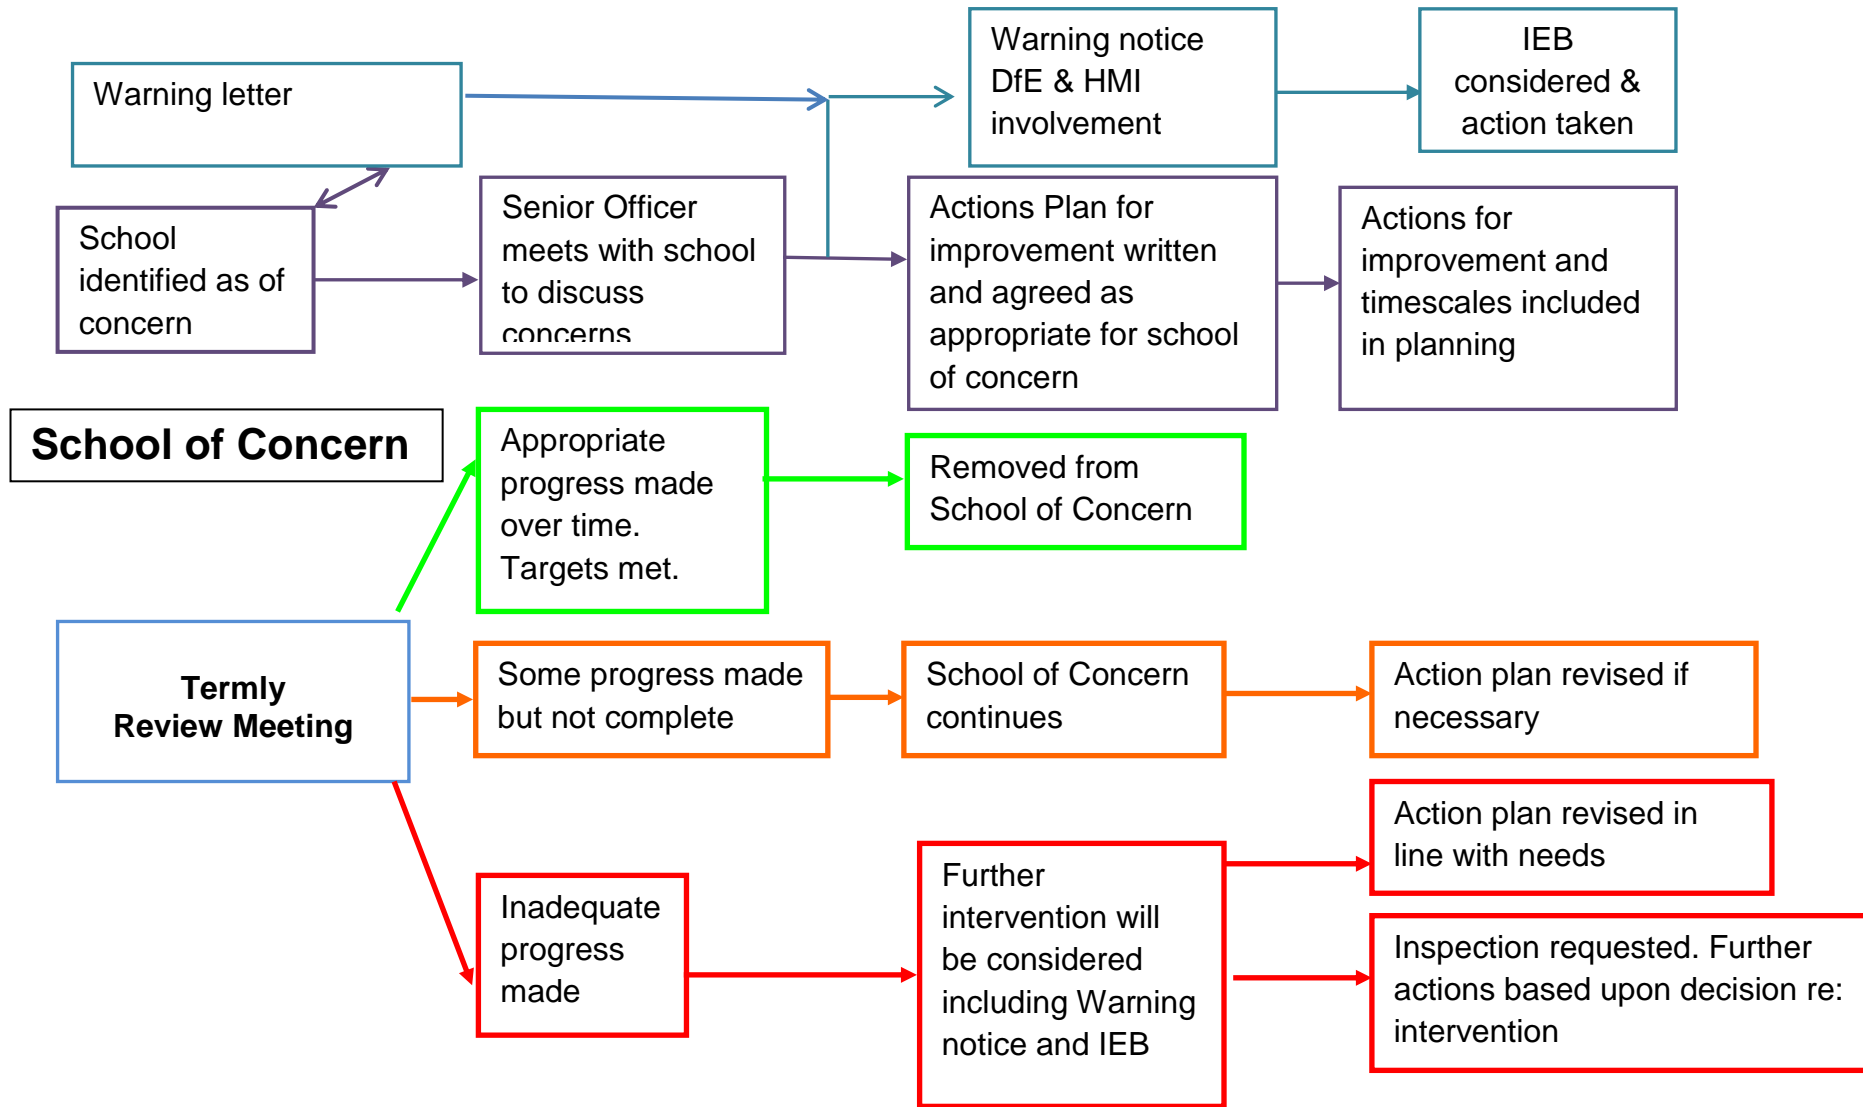 Warning letter
Warning notice
DfE & HMI
involvement
IEB
considered &
action taken
School
identified as of
concern
Senior Officer
meets with school
to discuss
concerns
Actions Plan for
improvement written
and agreed as
appropriate for school
of concern
Actions for
improvement and
timescales included
in planning
School of Concern
Appropriate
progress made
over time.
Targets met.
Removed from
School of Concern
Termly
Review Meeting
Some progress made
but not complete
School of Concern
continues
Action plan revised if
necessary
Inadequate
progress
made
Further
intervention will
be considered
including Warning
notice and IEB
Action plan revised in
line with needs
Inspection requested. Further
actions based upon decision re:
intervention